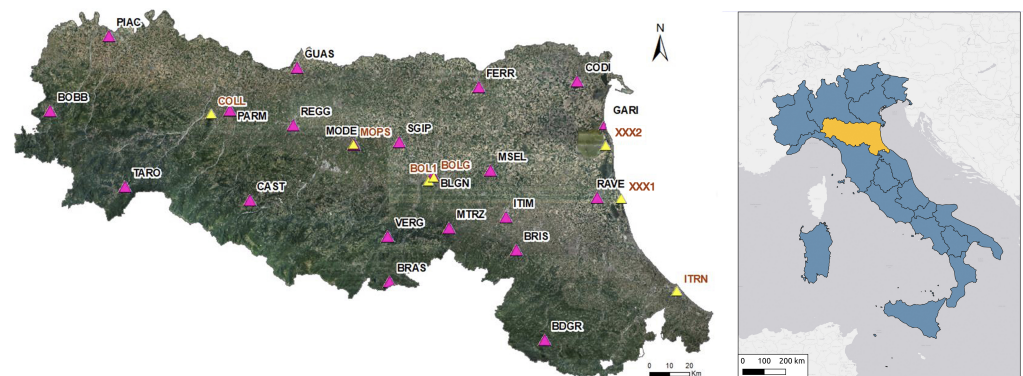 PIAC
N
GUAS
CODI
FERR
BOBB
COLL
PARM
GARI
REGG
MODE MOPS
SGIP
XXX2
BOL1 BOLG
BLGN
MSEL
TARO
CAST
RAVE XXX1
ITIM
MTRZ
VERG
BRIS
BRAS
ITRN
BDGR
0 10 20
Km
0 100 200 km